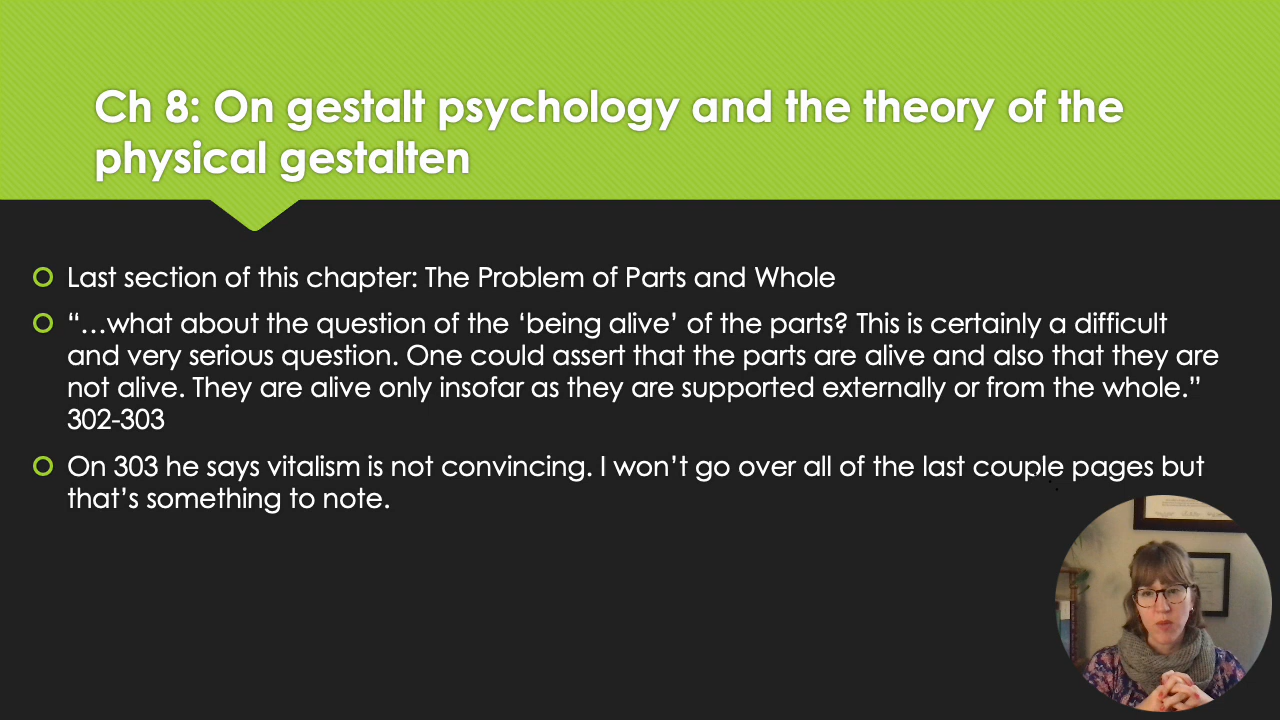 Ch 8: On gestalt psychology and the theory of the
physical gestalten
Last section of this chapter: The Problem of Parts and Whole
“…what about the question of the ‘being alive’ of the parts? This is certainly a difficult
and very serious question. One could assert that the parts are alive and also that they are
not alive. They are alive only insofar as they are supported externally or from the whole.”
302-303
On 303 he says vitalism is not convincing. I won’t go over all of the last couple pages but
that’s something to note.